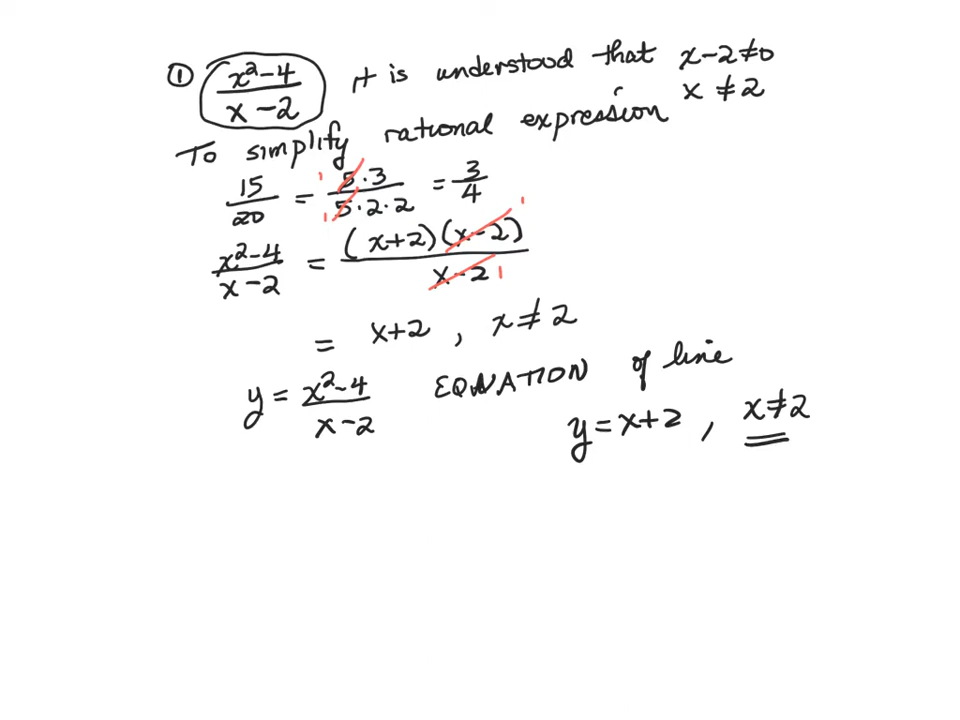 ① x²-4/x-2 It is understood that x-2≠0
x ≠ 2
To simplify rational expression
15/20 = 5·3/5·2·2 = 3/4
x²-4/x-2 = (x+2)(x-2)/x-2
= x+2, x≠2
y = x²-4/x-2 EQUATION of line
y = x+2, x≠2